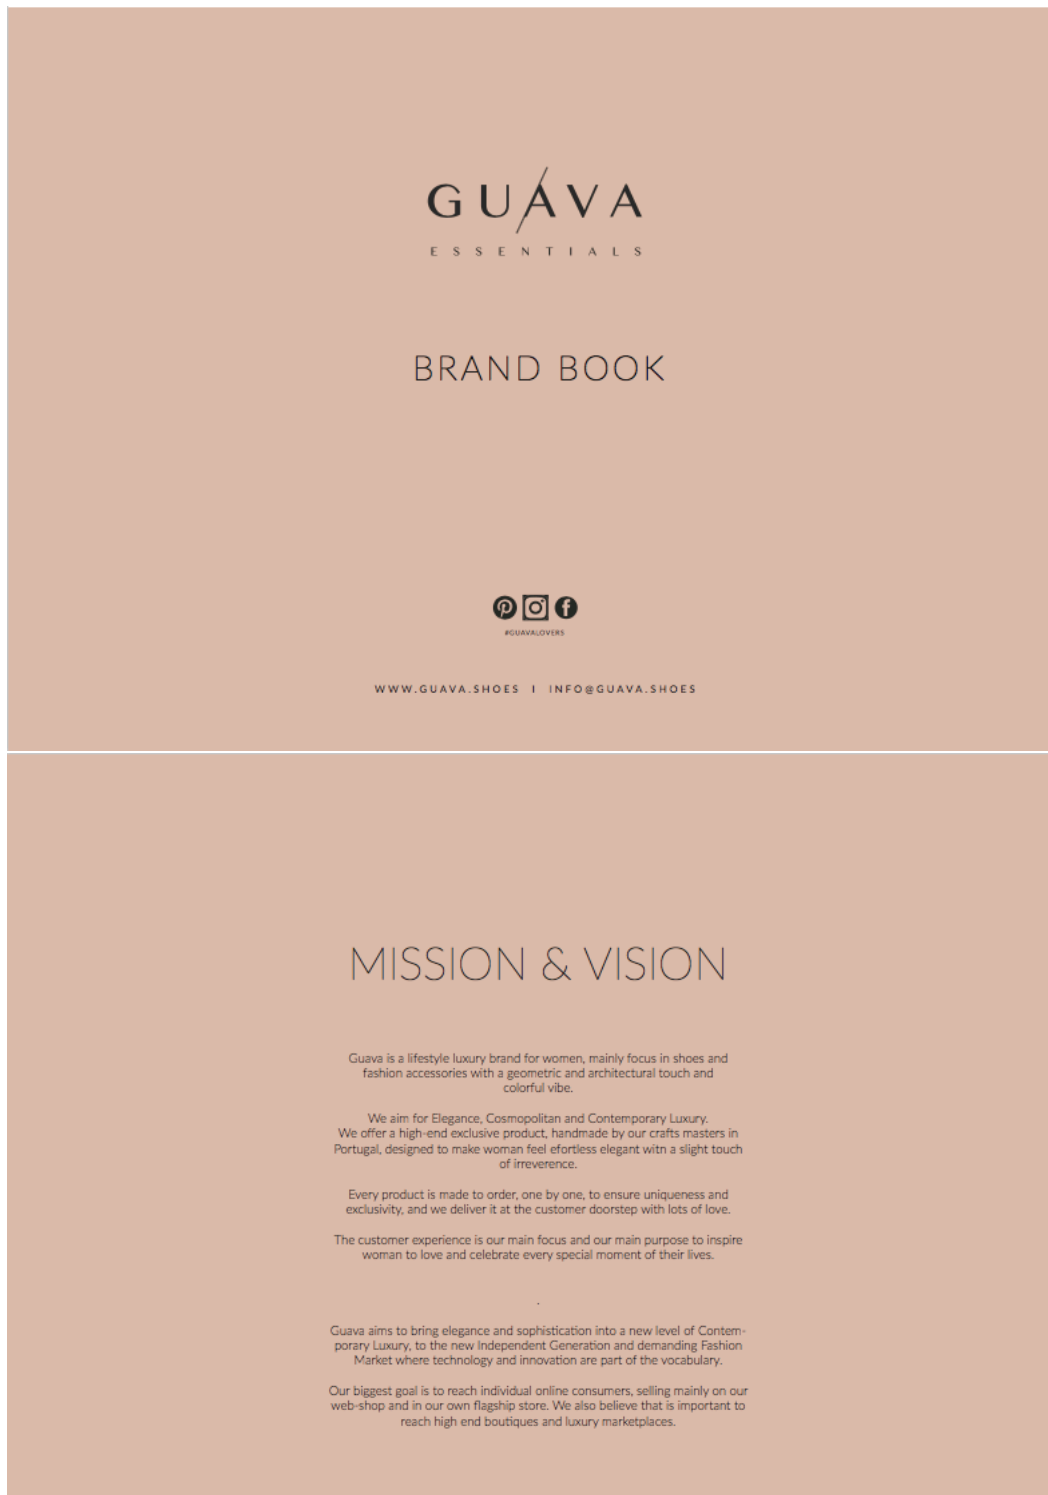 GUAVA
ESSENTIALS
BRAND BOOK
#GUAVALOVERS
WWW.GUAVA.SHOES I INFO@GUAVA.SHOES
MISSION & VISION
Guava is a lifestyle luxury brand for women, mainly focus in shoes and
fashion accessories with a geometric and architectural touch and
colorful vibe.
We aim for Elegance, Cosmopolitan and Contemporary Luxury.
We offer a high-end exclusive product, handmade by our crafts masters in
Portugal, designed to make woman feel efortless elegant witn a slight touch
of irreverence.
Every product is made to order, one by one, to ensure uniqueness and
exclusivity, and we deliver it at the customer doorstep with lots of love.
The customer experience is our main focus and our main purpose to inspire
woman to love and celebrate every special moment of their lives.
.
Guava aims to bring elegance and sophistication into a new level of Contem-
porary Luxury, to the new Independent Generation and demanding Fashion
Market where technology and innovation are part of the vocabulary.
Our biggest goal is to reach individual online consumers, selling mainly on our
web-shop and in our own flagship store. We also believe that is important to
reach high end boutiques and luxury marketplaces.